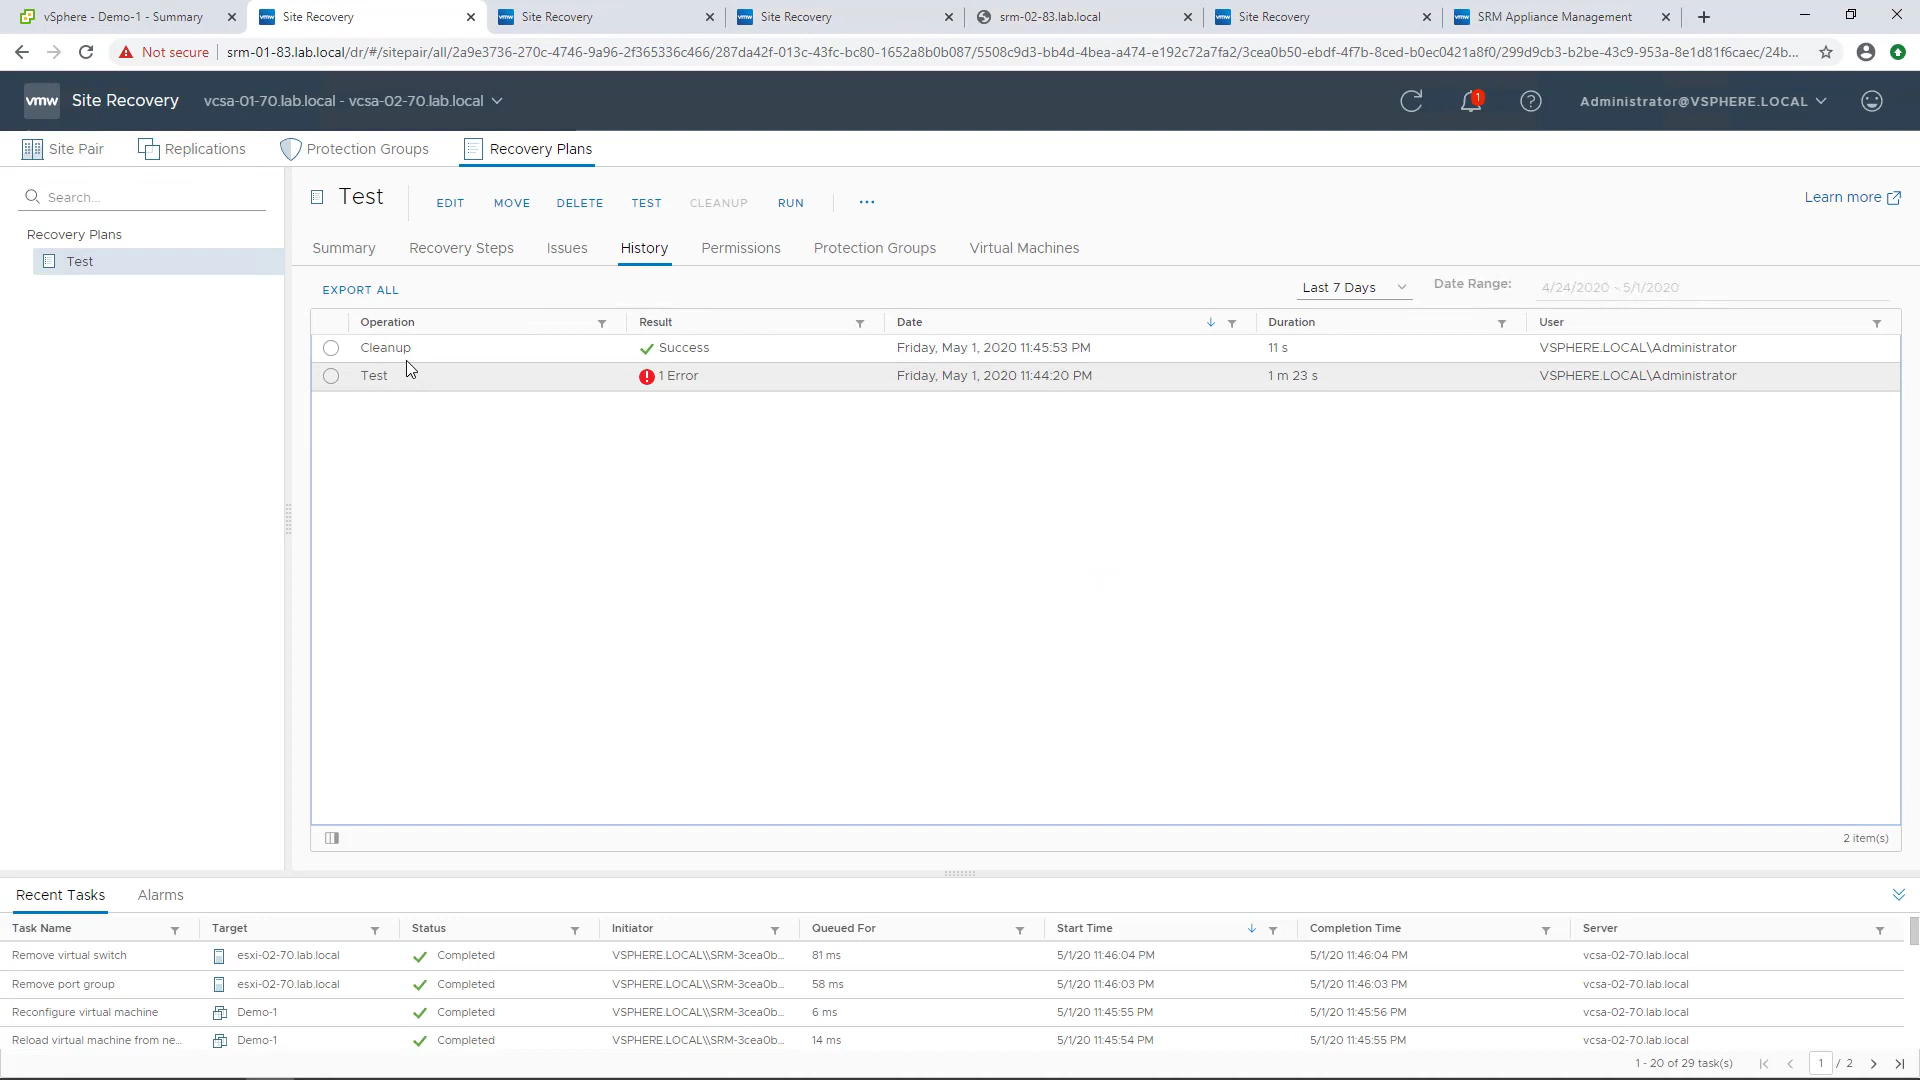 vSphere - Demo-1 - Summary
Site Recovery
Site Recovery
Site Recovery
srm-02-83.lab.local
Site Recovery
SRM Appliance Management
Not secure
srm-01-83.lab.local/dr/#/sitepair/all/2a9e3736-270c-4746-9a96-2f365336c466/287da42f-013c-43fc-bc80-1652a8b0b087/5508c9d3-bb4d-4bea-a474-e192c72a7fa2/3cea0b50-ebdf-4f7b-8ced-b0ec0421a8f0/299d9cb3-b2be-43c9-953a-8e1d81f6caec/24b...
vmw Site Recovery vcsa-01-70.lab.local - vcsa-02-70.lab.local 1 Administrator@VSPHERE.LOCAL
Site Pair Replications Protection Groups Recovery Plans
Search...
Recovery Plans
Test
Test EDIT MOVE DELETE TEST CLEANUP RUN ... Learn more
Summary Recovery Steps Issues History Permissions Protection Groups Virtual Machines
EXPORT ALL Last 7 Days Date Range: 4/24/2020 ~ 5/1/2020
Operation Result Date Duration User
Cleanup Success Friday, May 1, 2020 11:45:53 PM 11 s VSPHERE.LOCAL\Administrator
Test 1 Error Friday, May 1, 2020 11:44:20 PM 1 m 23 s VSPHERE.LOCAL\Administrator
2 item(s)
Recent Tasks Alarms
Task Name Target Status Initiator Queued For Start Time Completion Time Server
Remove virtual switch esxi-02-70.lab.local Completed VSPHERE.LOCAL\\SRM-3cea0b... 81 ms 5/1/20 11:46:04 PM 5/1/20 11:46:04 PM vcsa-02-70.lab.local
Remove port group esxi-02-70.lab.local Completed VSPHERE.LOCAL\\SRM-3cea0b... 58 ms 5/1/20 11:46:03 PM 5/1/20 11:46:03 PM vcsa-02-70.lab.local
Reconfigure virtual machine Demo-1 Completed VSPHERE.LOCAL\\SRM-3cea0b... 6 ms 5/1/20 11:45:55 PM 5/1/20 11:45:56 PM vcsa-02-70.lab.local
Reload virtual machine from ne... Demo-1 Completed VSPHERE.LOCAL\\SRM-3cea0b... 14 ms 5/1/20 11:45:54 PM 5/1/20 11:45:55 PM vcsa-02-70.lab.local
1 - 20 of 29 task(s) 1 / 2